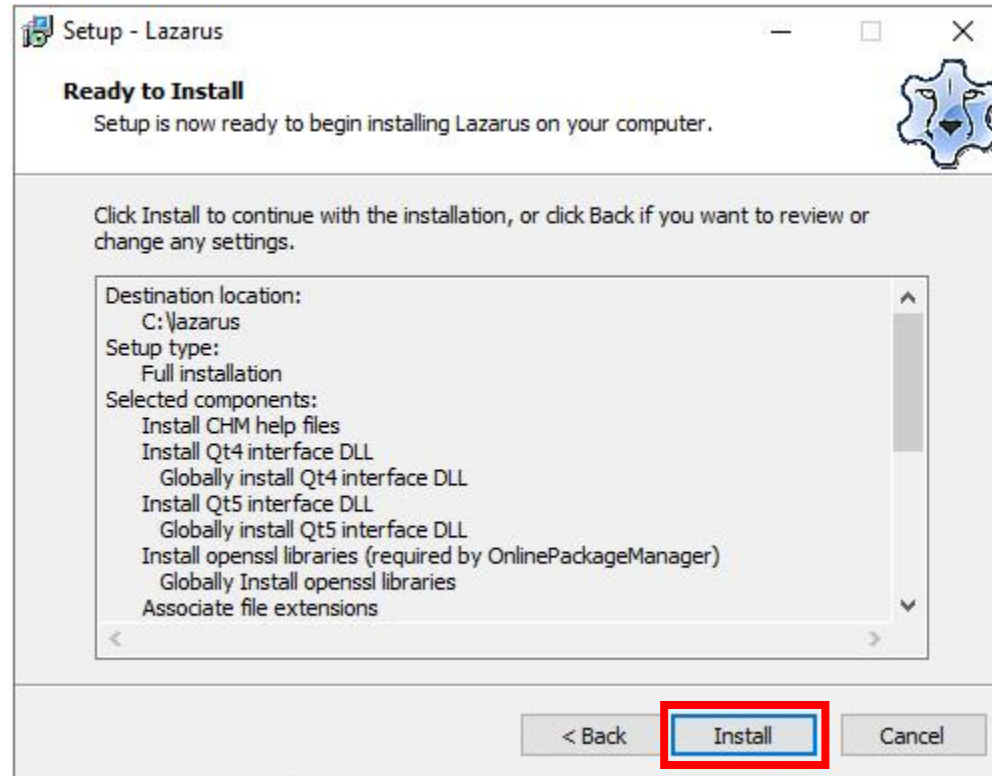 Setup - Lazarus
Ready to Install
Setup is now ready to begin installing Lazarus on your computer.
Click Install to continue with the installation, or click Back if you want to review or
change any settings.
Destination location:
C:\lazarus
Setup type:
Full installation
Selected components:
Install CHM help files
Install Qt4 interface DLL
Globally install Qt4 interface DLL
Install Qt5 interface DLL
Globally install Qt5 interface DLL
Install openssl libraries (required by OnlinePackageManager)
Globally Install openssl libraries
Associate file extensions
< Back Install Cancel